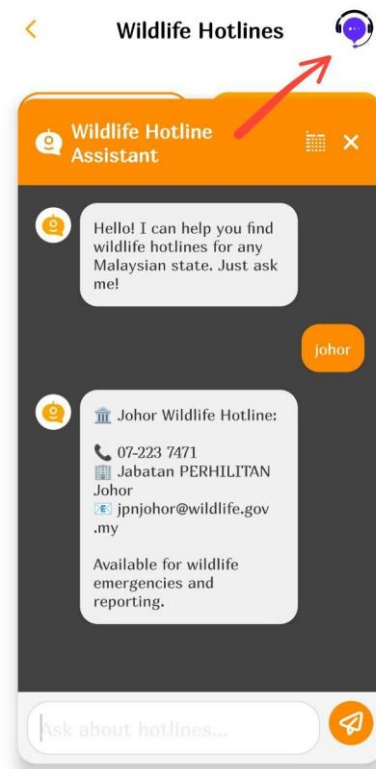 Wildlife Hotlines
Wildlife Hotline
Assistant
Hello! I can help you find
wildlife hotlines for any
Malaysian state. Just ask
me!
johor
🏛️ Johor Wildlife Hotline:
📞 07-223 7471
🏢 Jabatan PERHILITAN
Johor
📧 jpnjohor@wildlife.gov
.my
Available for wildlife
emergencies and
reporting.
Ask about hotlines...